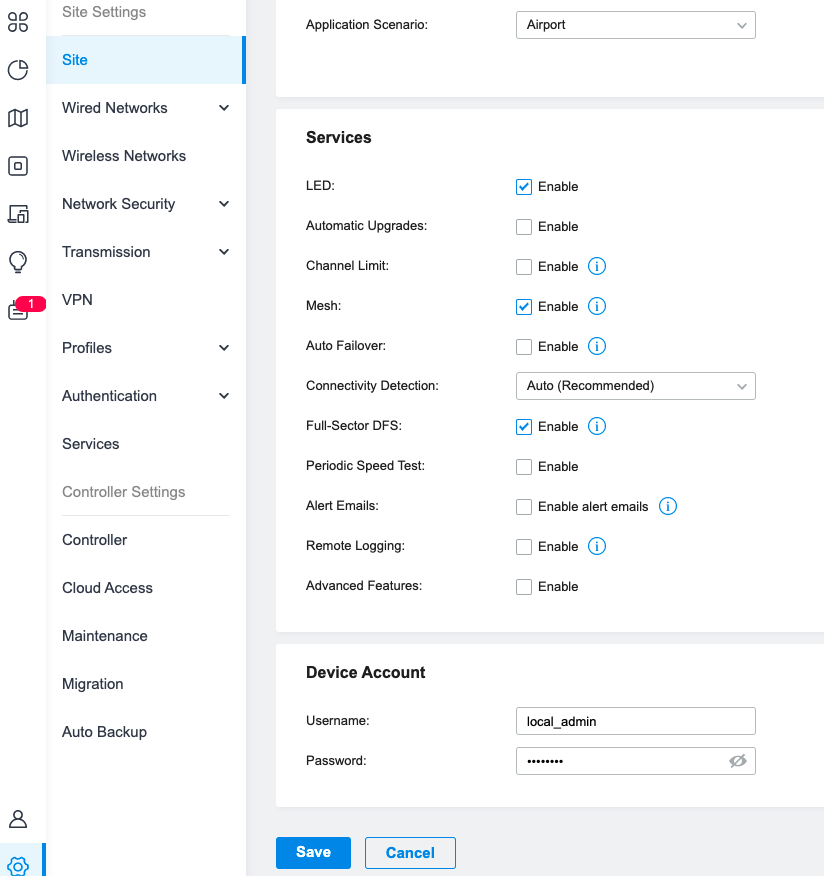 Site Settings
Site
Wired Networks
Wireless Networks
Network Security
Transmission
VPN
1
Profiles
Authentication
Services
Controller Settings
Controller
Cloud Access
Maintenance
Migration
Auto Backup
Application Scenario: Airport
Services
LED: Enable
Automatic Upgrades: Enable
Channel Limit: Enable
Mesh: Enable
Auto Failover: Enable
Connectivity Detection: Auto (Recommended)
Full-Sector DFS: Enable
Periodic Speed Test: Enable
Alert Emails: Enable alert emails
Remote Logging: Enable
Advanced Features: Enable
Device Account
Username: local_admin
Password: ••••••••
Save Cancel